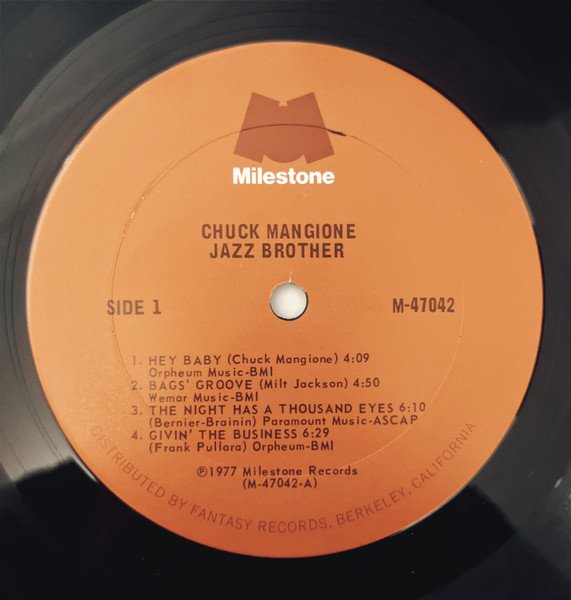 Milestone
CHUCK MANGIONE
JAZZ BROTHER
SIDE 1
M-47042
1. HEY BABY (Chuck Mangione) 4:09
Orpheum Music-BMI
2. BAGS' GROOVE (Milt Jackson) 4:50
Wemar Music-BMI
3. THE NIGHT HAS A THOUSAND EYES 6:10
(Bernier-Brainin) Paramount Music-ASCAP
4. GIVIN' THE BUSINESS 6:29
(Frank Pullara) Orpheum-BMI
℗1977 Milestone Records
(M-47042-A)
DISTRIBUTED BY FANTASY RECORDS, BERKELEY, CALIFORNIA